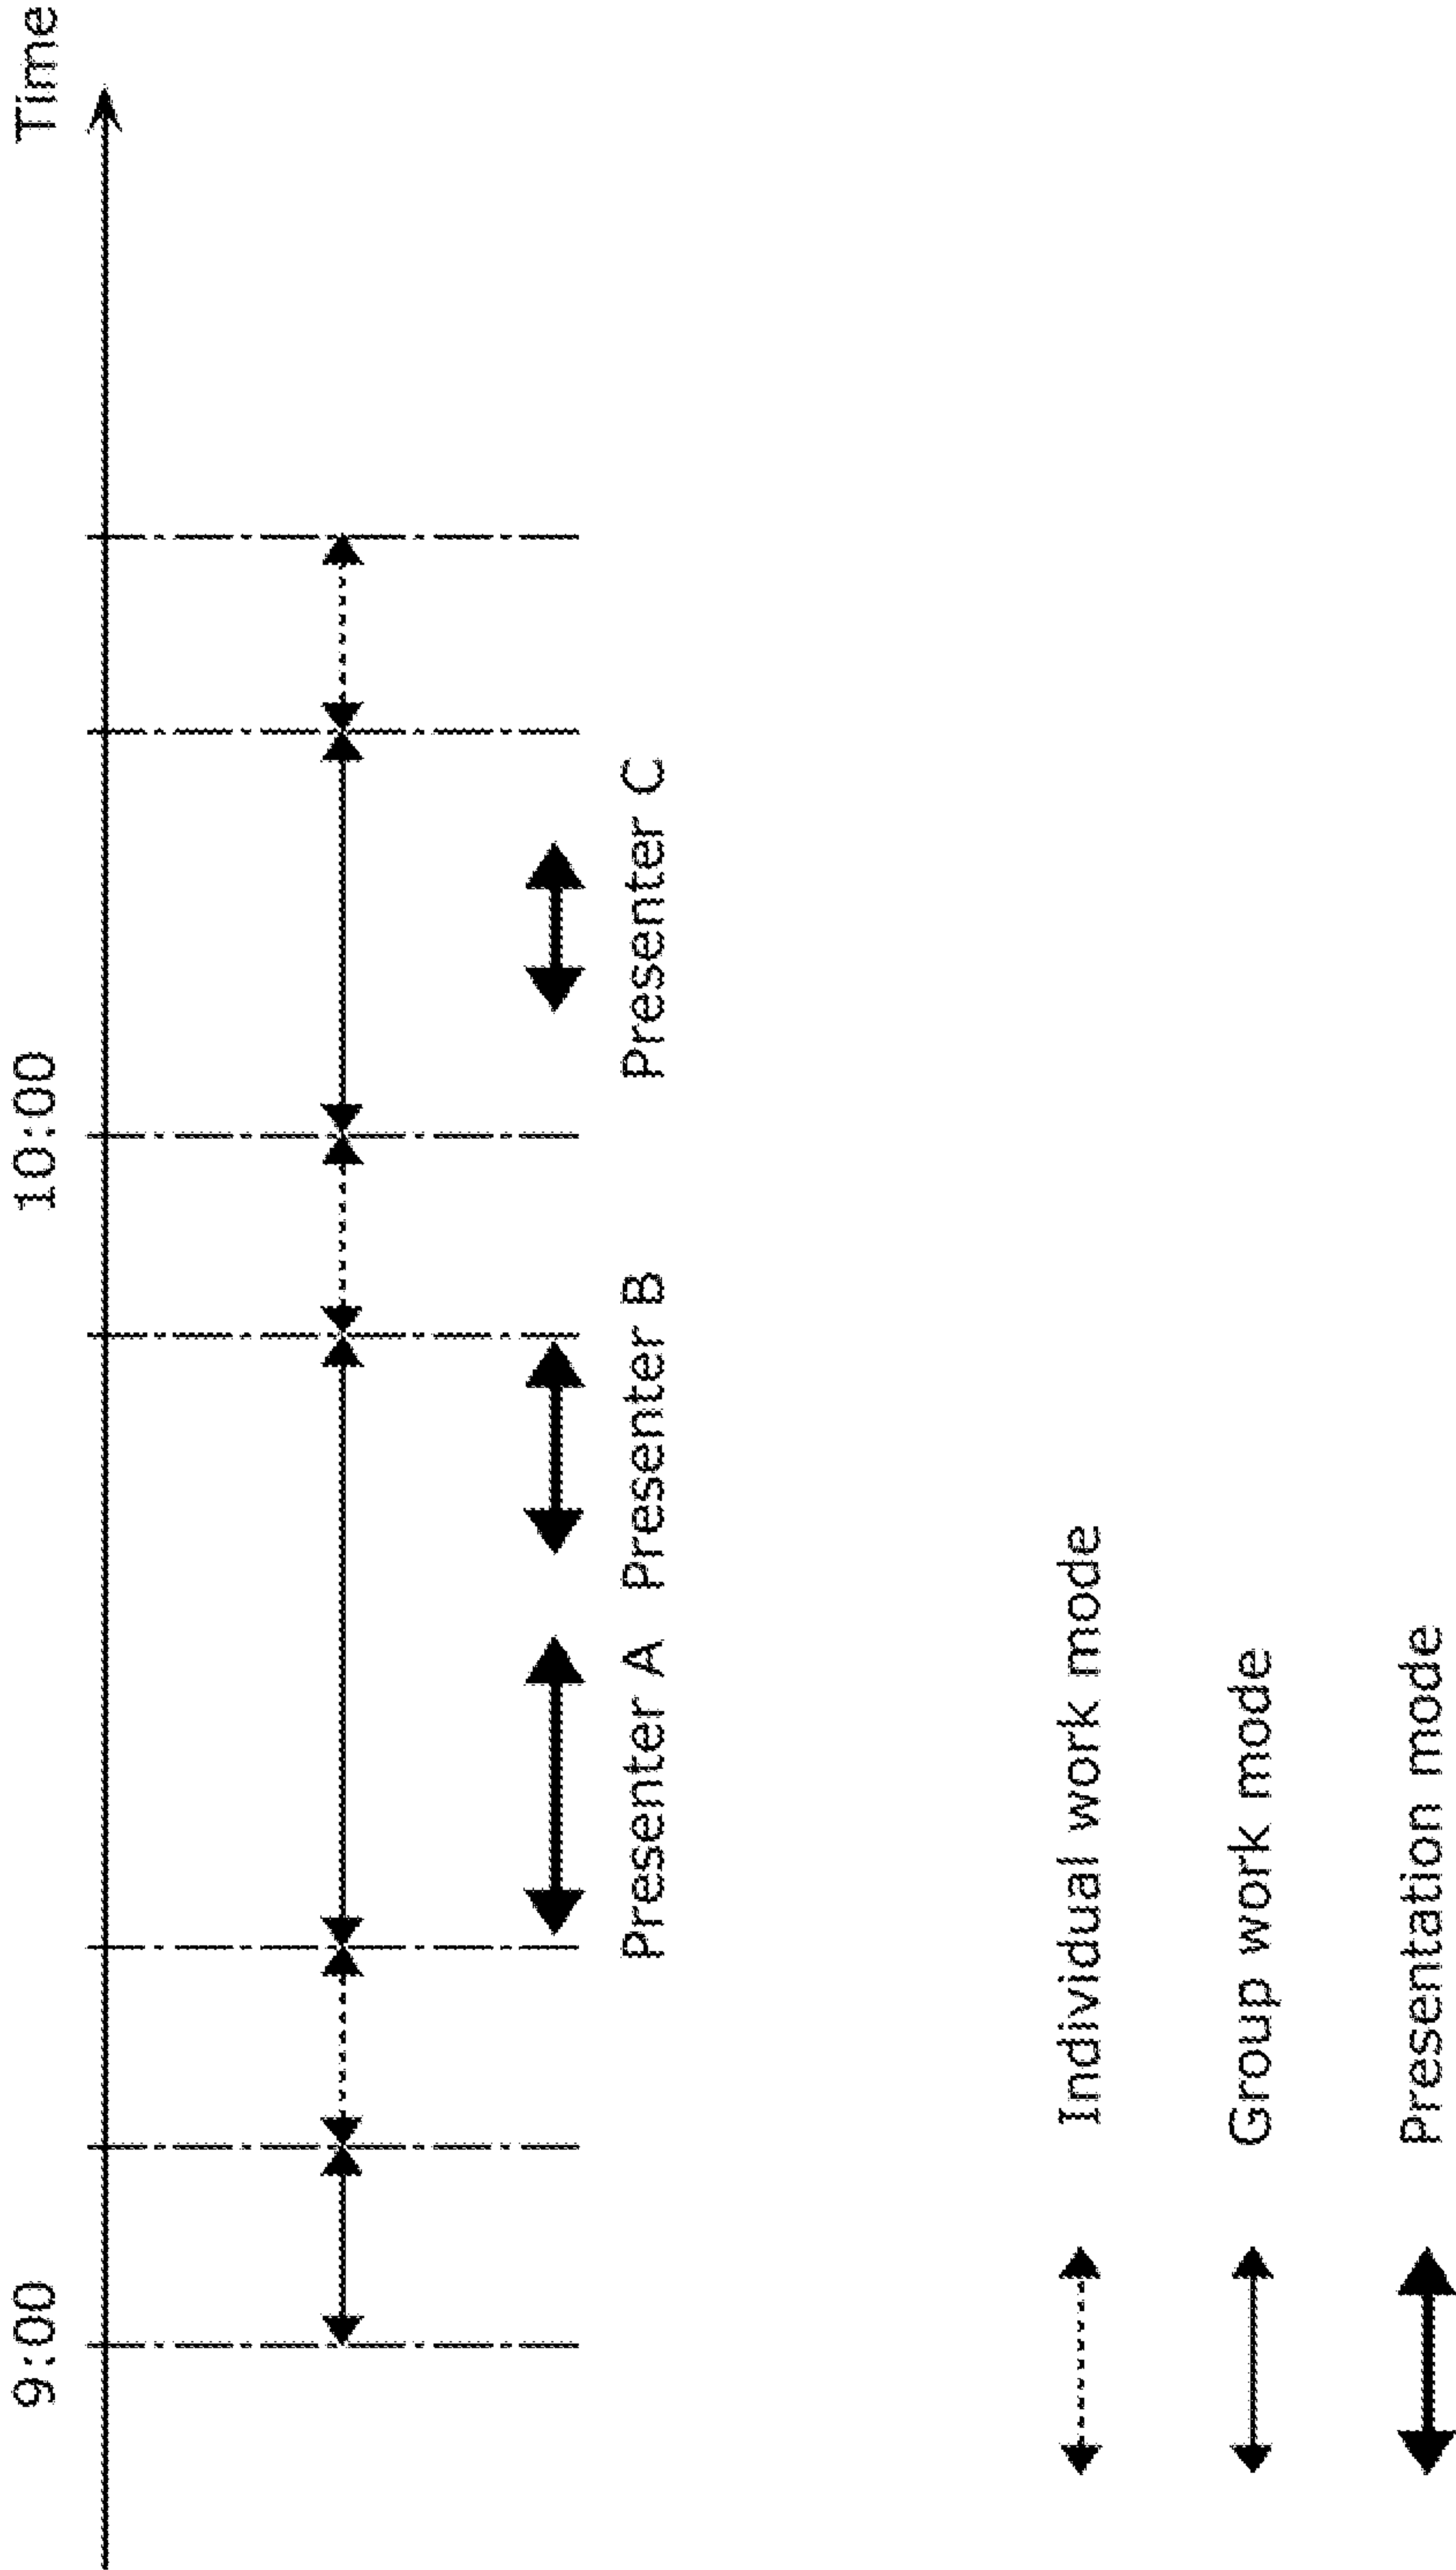 9:00
10:00
Time
Presenter A
Presenter B
Presenter C
Individual work mode
Group work mode
Presentation mode